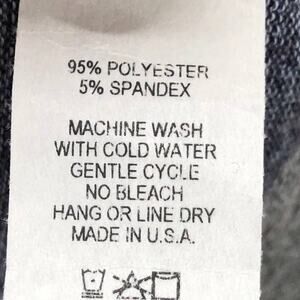 95% POLYESTER
5% SPANDEX
MACHINE WASH
WITH COLD WATER
GENTLE CYCLE
NO BLEACH
HANG OR LINE DRY
MADE IN U.S.A.